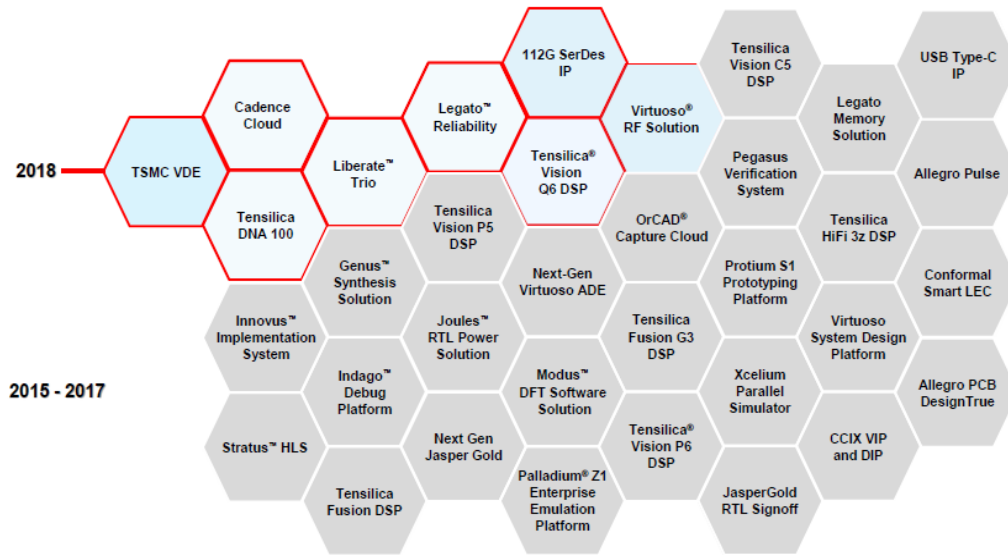 2018
TSMC VDE
Cadence
Cloud
Tensilica
DNA 100
Liberate™
Trio
Legato™
Reliability
112G SerDes
IP
Tensilica®
Vision
Q6 DSP
Virtuoso®
RF Solution
2015 - 2017
Innovus™
Implementation
System
Stratus™ HLS
Genus™
Synthesis
Solution
Indago™
Debug
Platform
Tensilica
Fusion DSP
Tensilica
Vision P5
DSP
Joules™
RTL Power
Solution
Next Gen
Jasper Gold
Next-Gen
Virtuoso ADE
Modus™
DFT Software
Solution
Palladium® Z1
Enterprise
Emulation
Platform
OrCAD®
Capture Cloud
Tensilica
Fusion G3
DSP
Tensilica®
Vision P6
DSP
Tensilica
Vision C5
DSP
Pegasus
Verification
System
Protium S1
Prototyping
Platform
Xcelium
Parallel
Simulator
JasperGold
RTL Signoff
Legato
Memory
Solution
Tensilica
HiFi 3z DSP
Virtuoso
System Design
Platform
CCIX VIP
and DIP
USB Type-C
IP
Allegro Pulse
Conformal
Smart LEC
Allegro PCB
DesignTrue